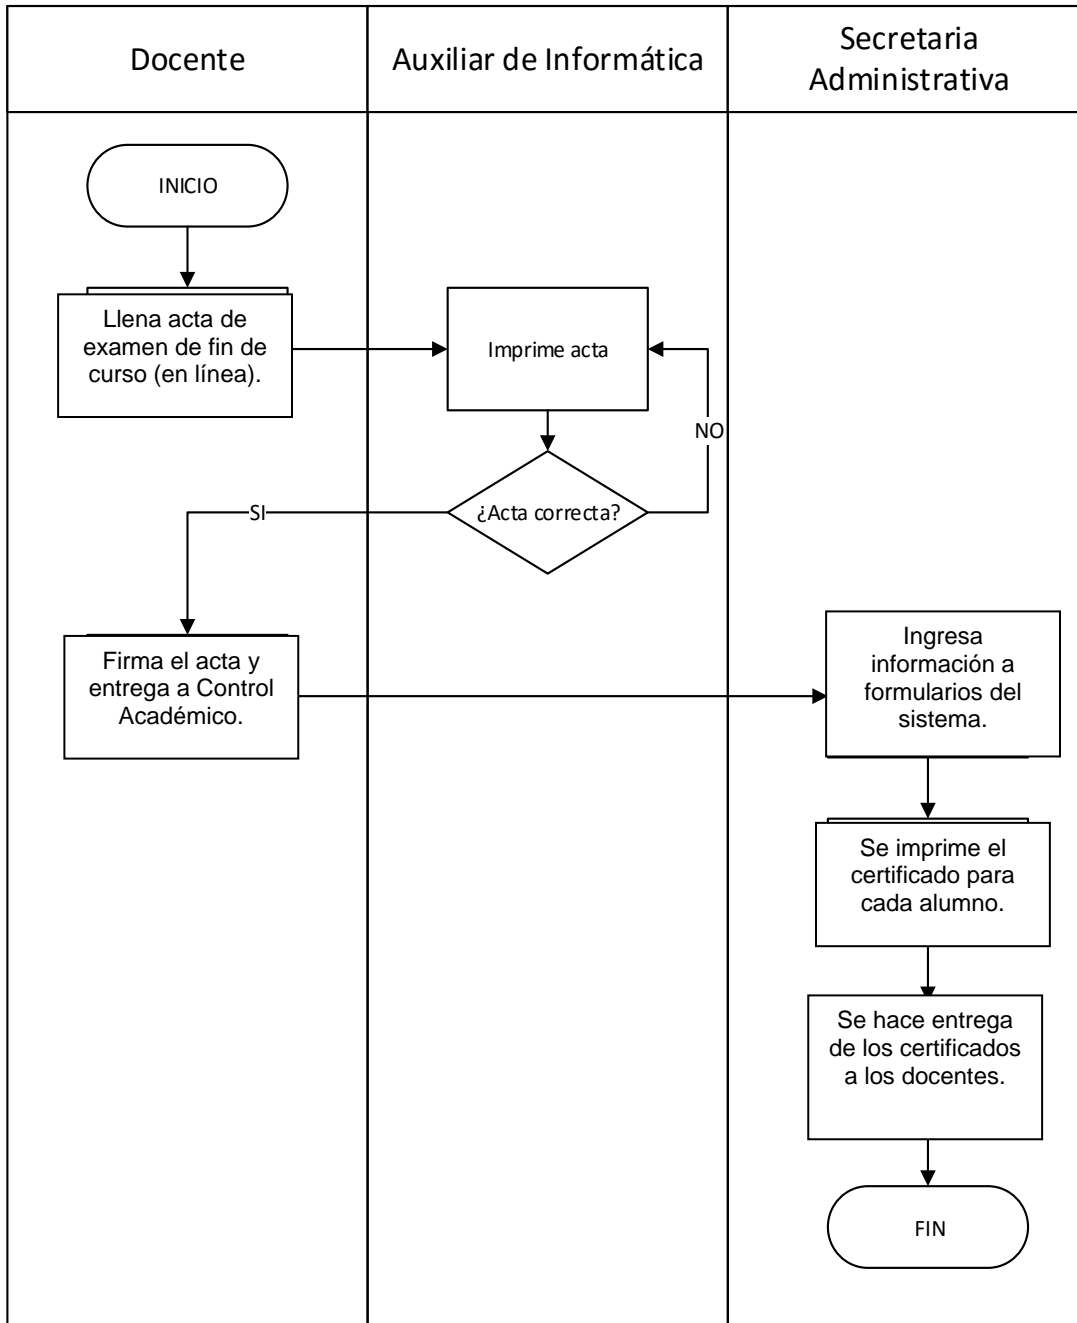 Docente
Auxiliar de Informática
Secretaria
Administrativa
INICIO
Llena acta de
examen de fin de
curso (en línea).
Imprime acta
NO
¿Acta correcta?
SI
Firma el acta y
entrega a Control
Académico.
Ingresa
información a
formularios del
sistema.
Se imprime el
certificado para
cada alumno.
Se hace entrega
de los certificados
a los docentes.
FIN